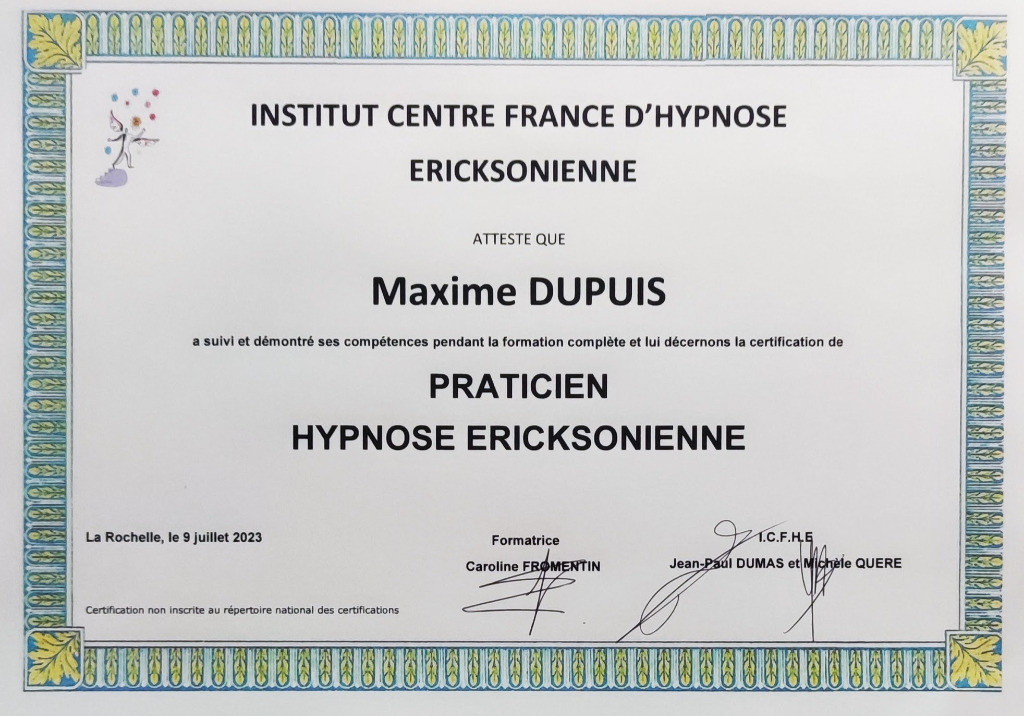 INSTITUT CENTRE FRANCE D’HYPNOSE
ERICKSONIENNE
ATTESTE QUE
Maxime DUPUIS
a suivi et démontré ses compétences pendant la formation complète et lui décernons la certification de
PRATICIEN
HYPNOSE ERICKSONIENNE
La Rochelle, le 9 juillet 2023
Formatrice
Caroline FROMENTIN
I.C.F.H.E
Jean-Paul DUMAS et Michèle QUERE
Certification non inscrite au répertoire national des certifications